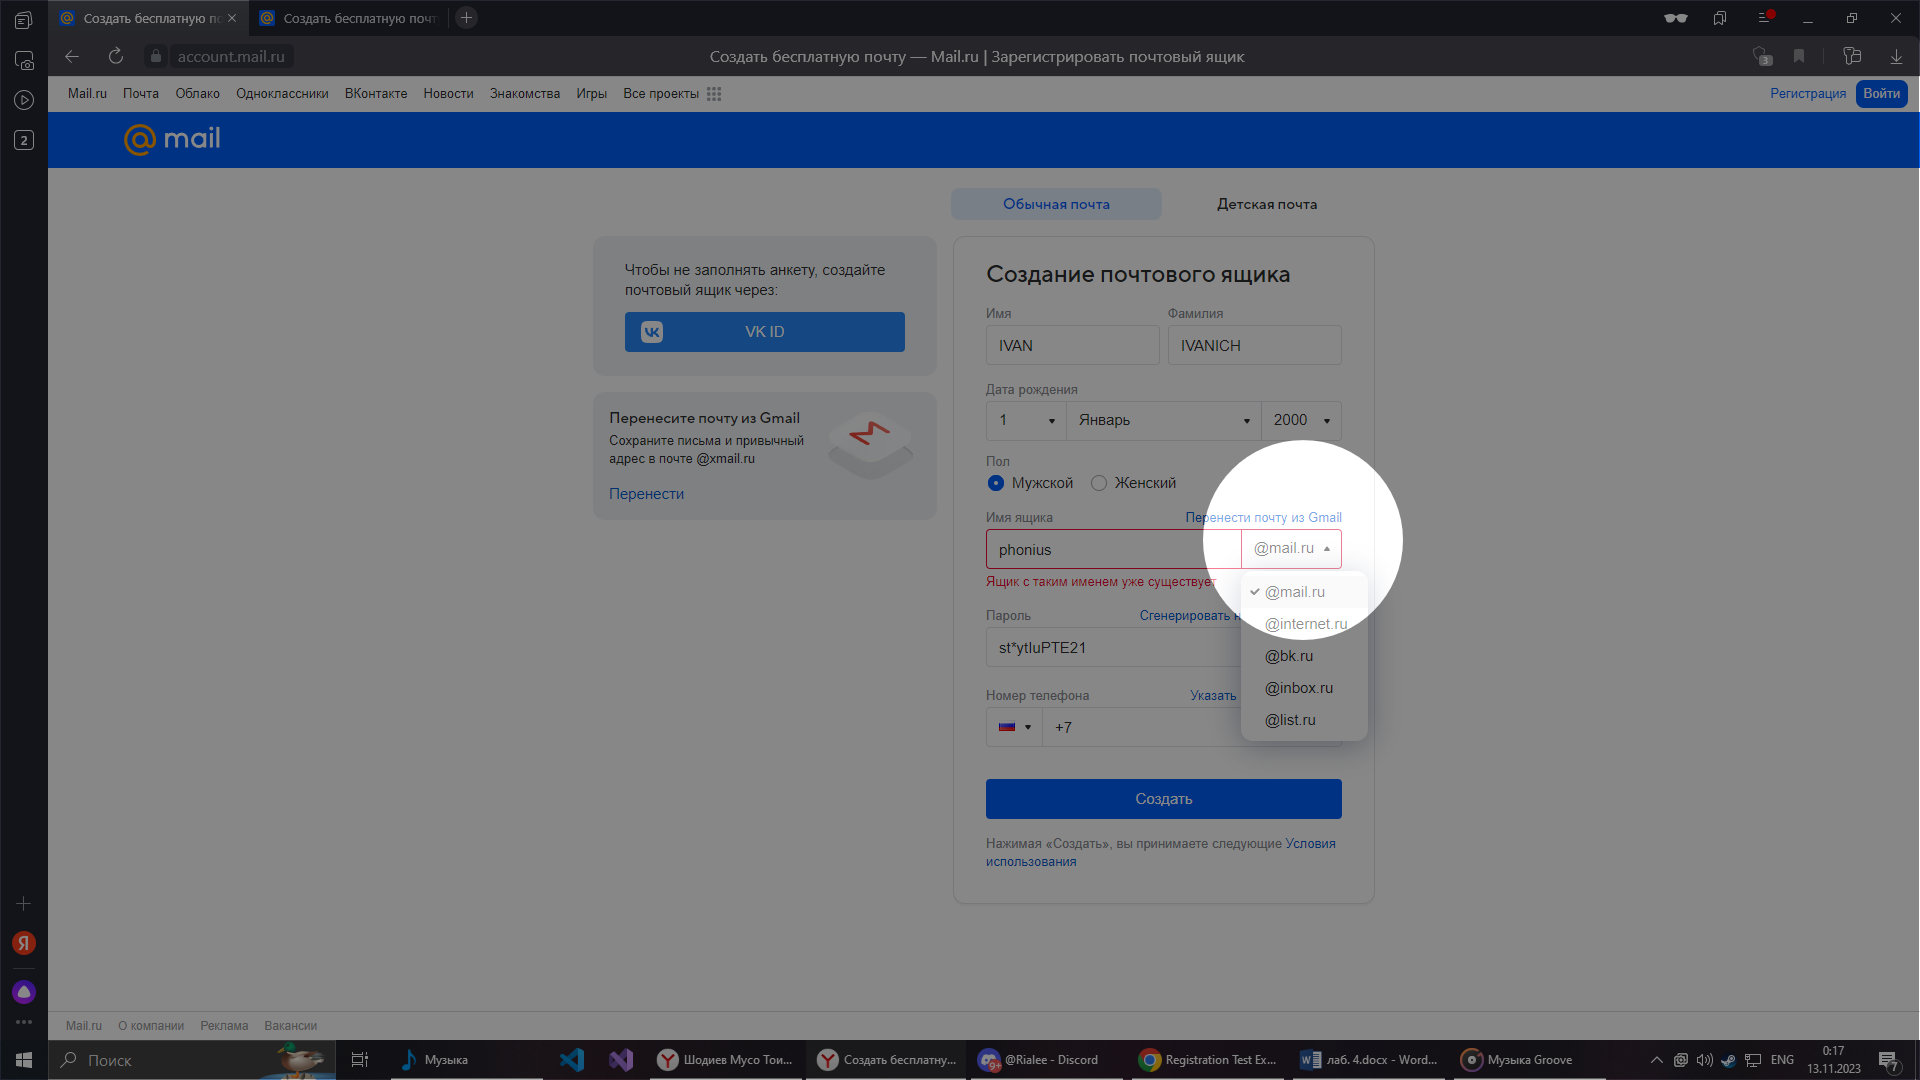 Создать бесплатную по
Создать бесплатную почт
account.mail.ru
Создать бесплатную почту — Mail.ru | Зарегистрировать почтовый ящик
3
2
Mail.ru Почта Облако Одноклассники ВКонтакте Новости Знакомства Игры Все проекты
Регистрация Войти
@mail
Обычная почта
Детская почта
Чтобы не заполнять анкету, создайте
почтовый ящик через:
VK ID
Перенесите почту из Gmail
Сохраните письма и привычный
адрес в почте @xmail.ru
Перенести
Создание почтового ящика
Имя
Фамилия
IVAN
IVANICH
Дата рождения
1
Январь
2000
Пол
Мужской
Женский
Имя ящика
Перенести почту из Gmail
phonius
@mail.ru
Ящик с таким именем уже существует
@mail.ru
@internet.ru
@bk.ru
@inbox.ru
@list.ru
Пароль
Сгенерировать н
st*ytluPTE21
Номер телефона
Указать
+7
Создать
Нажимая «Создать», вы принимаете следующие Условия
использования
Я
Mail.ru О компании Реклама Вакансии
Поиск
Музыка
Шодиев Мусо Тои...
Создать бесплатну...
9+
@Rialee - Discord
Registration Test Ex...
лаб. 4.docx - Word...
Музыка Groove
ENG
0:17
13.11.2023
7